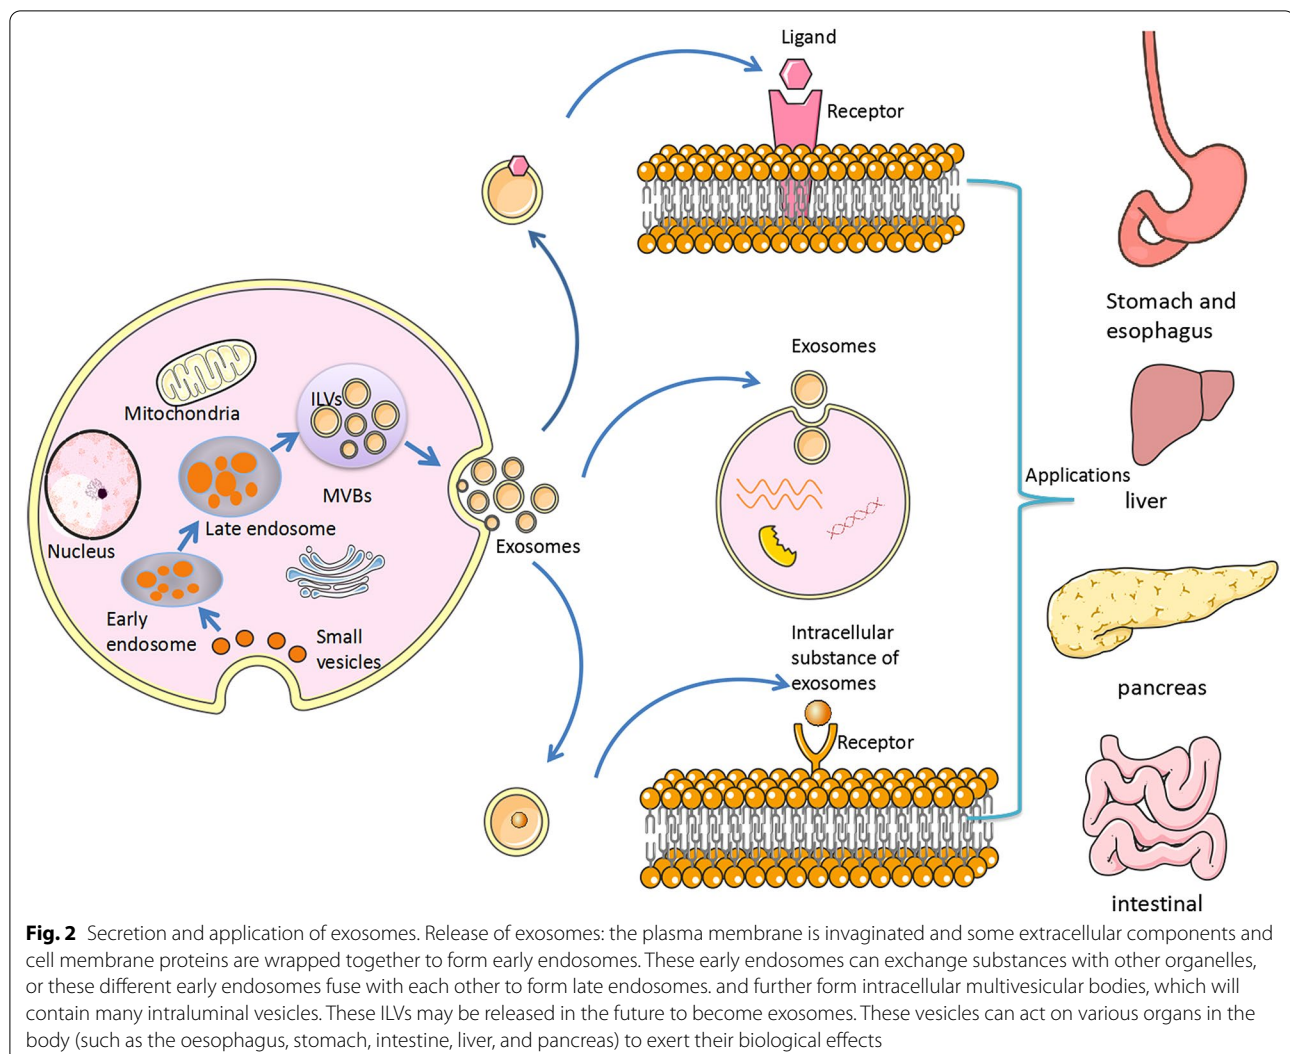 Ligand
Receptor
Stomach and
esophagus
Exosomes
Mitochondria
ILVs
MVBs
Nucleus
Late endosome
Exosomes
Early
endosome
Small
vesicles
Applications
liver
Intracellular
substance of
exosomes
Receptor
pancreas
intestinal
Fig. 2 Secretion and application of exosomes. Release of exosomes: the plasma membrane is invaginated and some extracellular components and
cell membrane proteins are wrapped together to form early endosomes. These early endosomes can exchange substances with other organelles,
or these different early endosomes fuse with each other to form late endosomes. and further form intracellular multivesicular bodies, which will
contain many intraluminal vesicles. These ILVs may be released in the future to become exosomes. These vesicles can act on various organs in the
body (such as the oesophagus, stomach, intestine, liver, and pancreas) to exert their biological effects